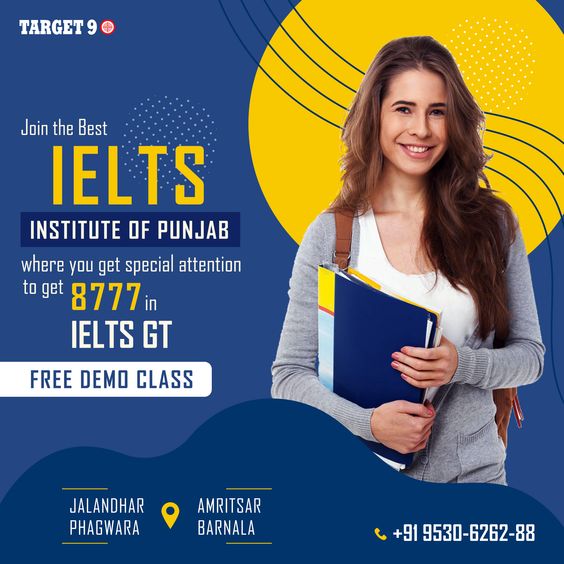 TARGET 9
Join the Best
IELTS
INSTITUTE OF PUNJAB
where you get special attention
to get 8777 in
IELTS GT
FREE DEMO CLASS
JALANDHAR
PHAGWARA
AMRITSAR
BARNALA
+91 9530-6262-88